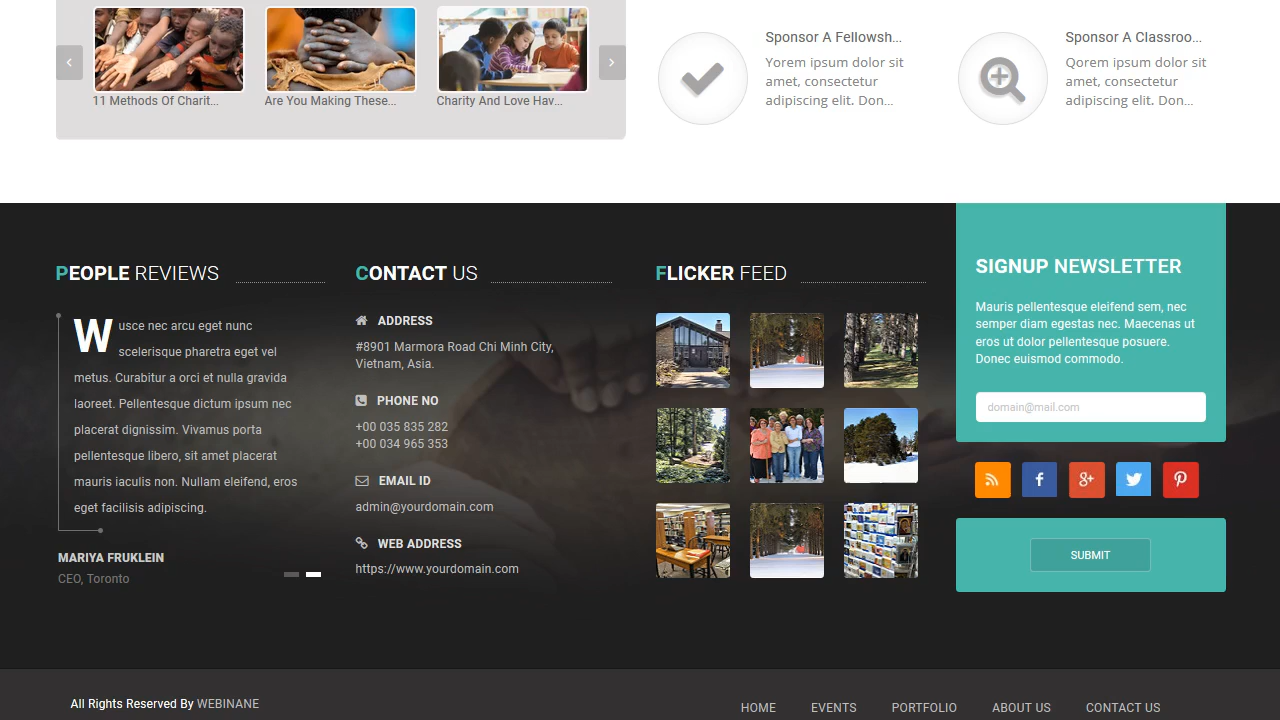 11 Methods Of Charit...
Are You Making These...
Charity And Love Hav...
Sponsor A Fellowsh...
Yorem ipsum dolor sit
amet, consectetur
adipiscing elit. Don...
Sponsor A Classroo...
Qorem ipsum dolor sit
amet, consectetur
adipiscing elit. Don...
PEOPLE REVIEWS
Wusce nec arcu eget nunc
scelerisque pharetra eget vel
metus. Curabitur a orci et nulla gravida
laoreet. Pellentesque dictum ipsum nec
placerat dignissim. Vivamus porta
pellentesque libero, sit amet placerat
mauris iaculis non. Nullam eleifend, eros
eget facilisis adipiscing.
MARIYA FRUKLEIN
CEO, Toronto
CONTACT US
ADDRESS
#8901 Marmora Road Chi Minh City,
Vietnam, Asia.
PHONE NO
+00 035 835 282
+00 034 965 353
EMAIL ID
admin@yourdomain.com
WEB ADDRESS
https://www.yourdomain.com
FLICKER FEED
SIGNUP NEWSLETTER
Mauris pellentesque eleifend sem, nec
semper diam egestas nec. Maecenas ut
eros ut dolor pellentesque posuere.
Donec euismod commodo.
domain@mail.com
SUBMIT
All Rights Reserved By WEBINANE
HOME
EVENTS
PORTFOLIO
ABOUT US
CONTACT US